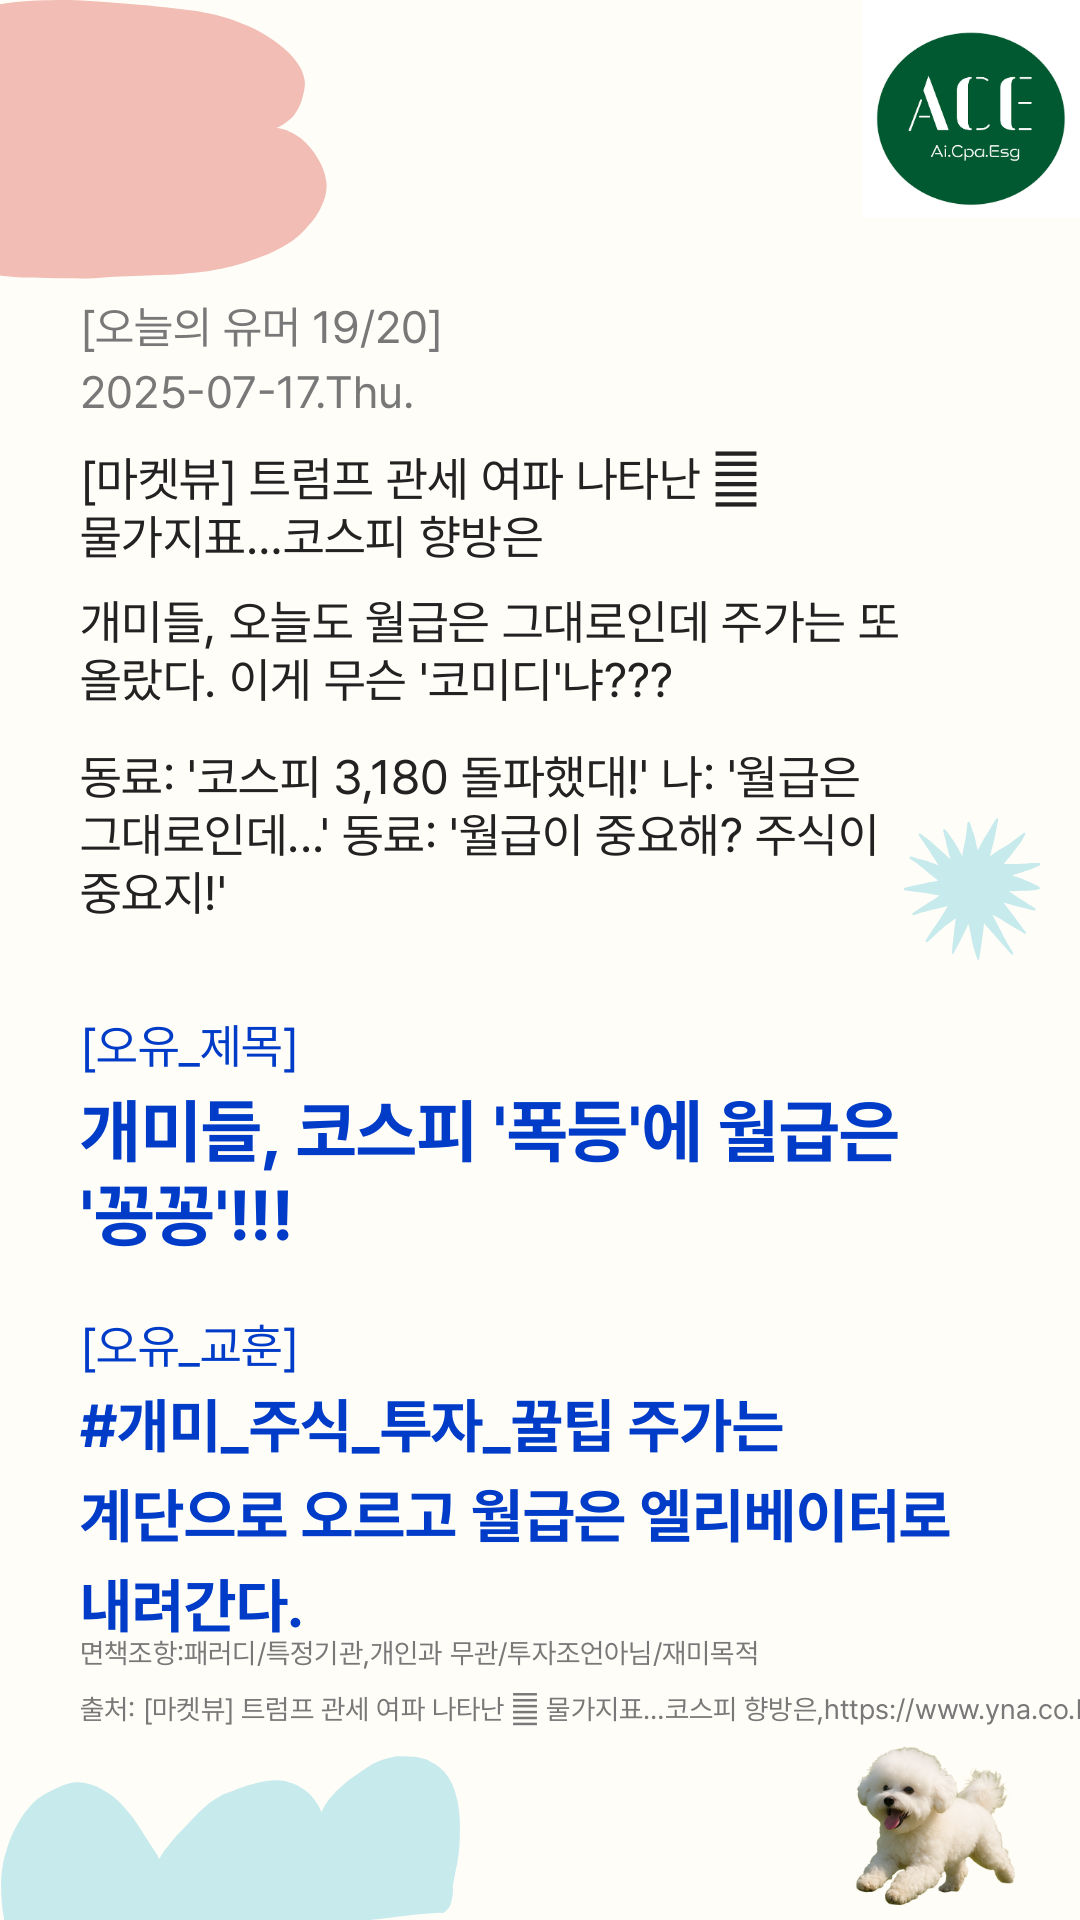 ACE
Ai.Cpa.Esg
[오늘의 유머 19/20]
2025-07-17.Thu.
[마켓뷰] 트럼프 관세 여파 나타난
물가지표...코스피 향방은
개미들, 오늘도 월급은 그대로인데 주가는 또
올랐다. 이게 무슨 '코미디'냐???
동료: '코스피 3,180 돌파했대!' 나: '월급은
그대로인데...' 동료: '월급이 중요해? 주식이
중요지!'
[오유_제목]
개미들, 코스피 '폭등'에 월급은
'꽁꽁'!!!
[오유_교훈]
#개미_주식_투자_꿀팁 주가는
계단으로 오르고 월급은 엘리베이터로
내려간다.
면책조항:패러디/특정기관,개인과 무관/투자조언아님/재미목적
출처: [마켓뷰] 트럼프 관세 여파 나타난 물가지표...코스피 향방은,https://www.yna.co.